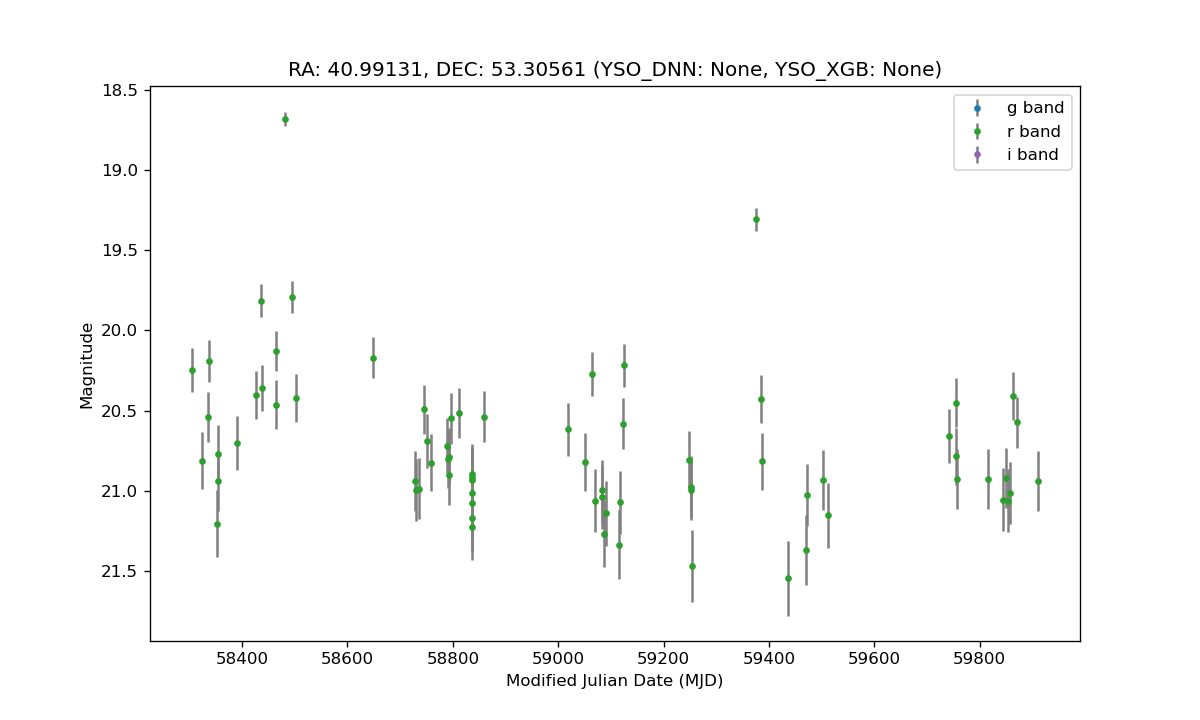 RA: 40.99131, DEC: 53.30561 (YSO_DNN: None, YSO_XGB: None)
g band
r band
i band
18.5
19.0
19.5
20.0
20.5
21.0
21.5
Magnitude
58400 58600 58800 59000 59200 59400 59600 59800
Modified Julian Date (MJD)